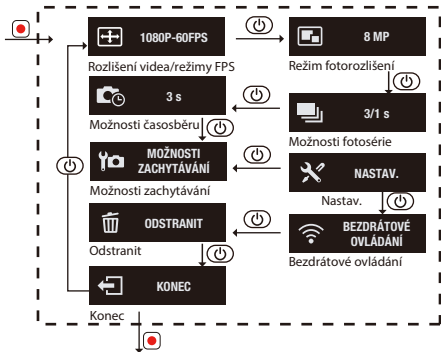 1080P-60FPS
Rozlišení videa/režimy FPS
8 MP
Režim fotorozlišení
3 s
Možnosti časosběru
3/1 s
Možnosti fotosérie
MOŽNOSTI
ZACHYTÁVÁNÍ
Možnosti zachytávání
NASTAV.
Nastav.
ODSTRANIT
Odstranit
BEZDRÁTOVÉ
OVLÁDÁNÍ
Bezdrátové ovládání
KONEC
Konec